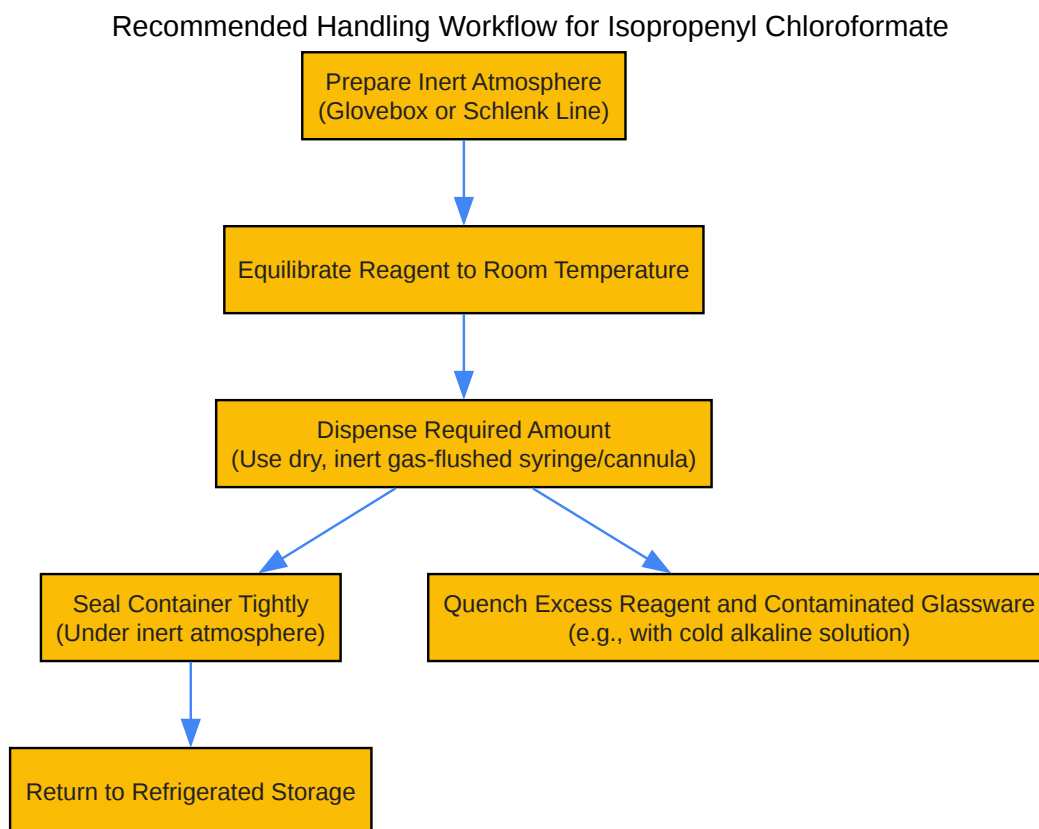 Recommended Handling Workflow for Isopropenyl Chloroformate
Prepare Inert Atmosphere
(Glovebox or Schlenk Line)
Equilibrate Reagent to Room Temperature
Dispense Required Amount
(Use dry, inert gas-flushed syringe/cannula)
Seal Container Tightly
(Under inert atmosphere)
Quench Excess Reagent and Contaminated Glassware
(e.g., with cold alkaline solution)
Return to Refrigerated Storage